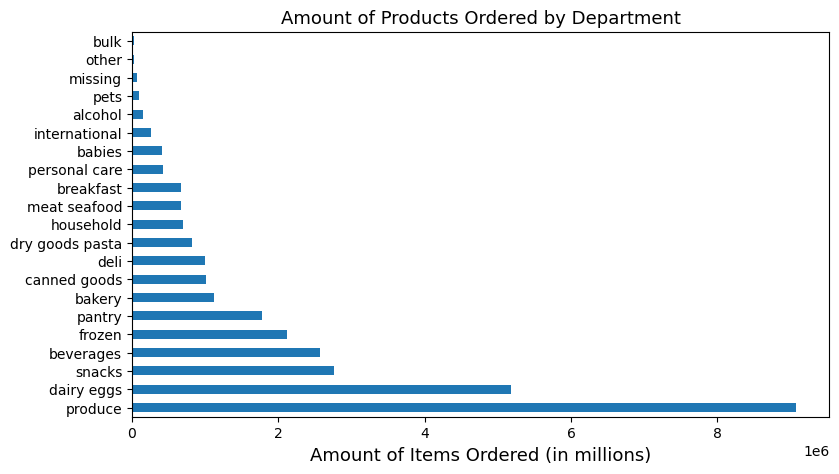 Amount of Products Ordered by Department
bulk
other
missing
pets
alcohol
international
babies
personal care
breakfast
meat seafood
household
dry goods pasta
deli
canned goods
bakery
pantry
frozen
beverages
snacks
dairy eggs
produce
0 2 4 6 8
1e6
Amount of Items Ordered (in millions)